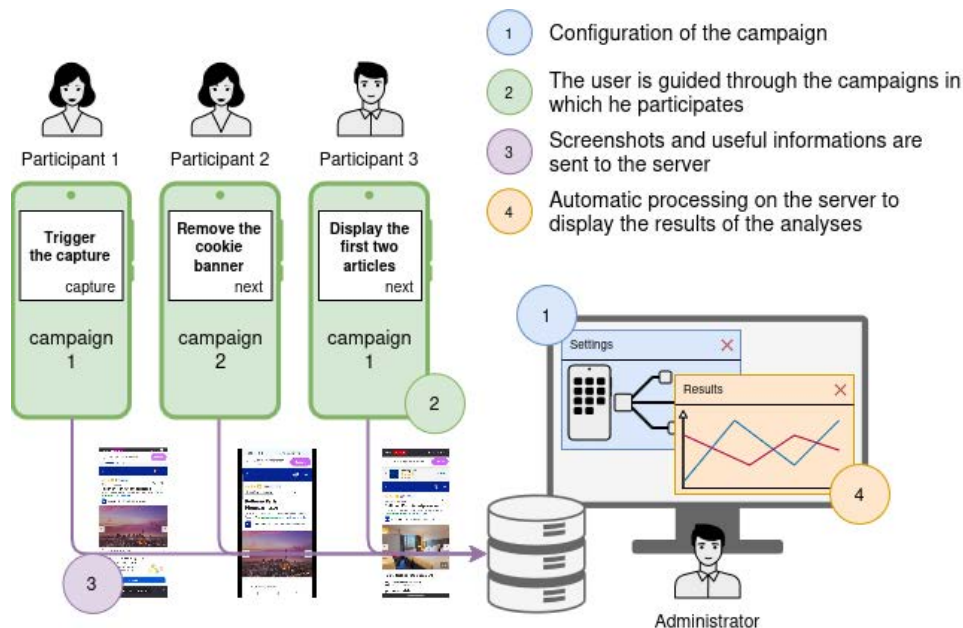 1
Configuration of the campaign
2
The user is guided through the campaigns in
which he participates
3
Screenshots and useful informations are
sent to the server
4
Automatic processing on the server to
display the results of the analyses
Participant 1
Participant 2
Participant 3
Trigger
the capture
capture
campaign
1
Remove the
cookie
banner
next
campaign
2
Display the
first two
articles
next
campaign
1
2
3
1
Settings
Results
4
Administrator